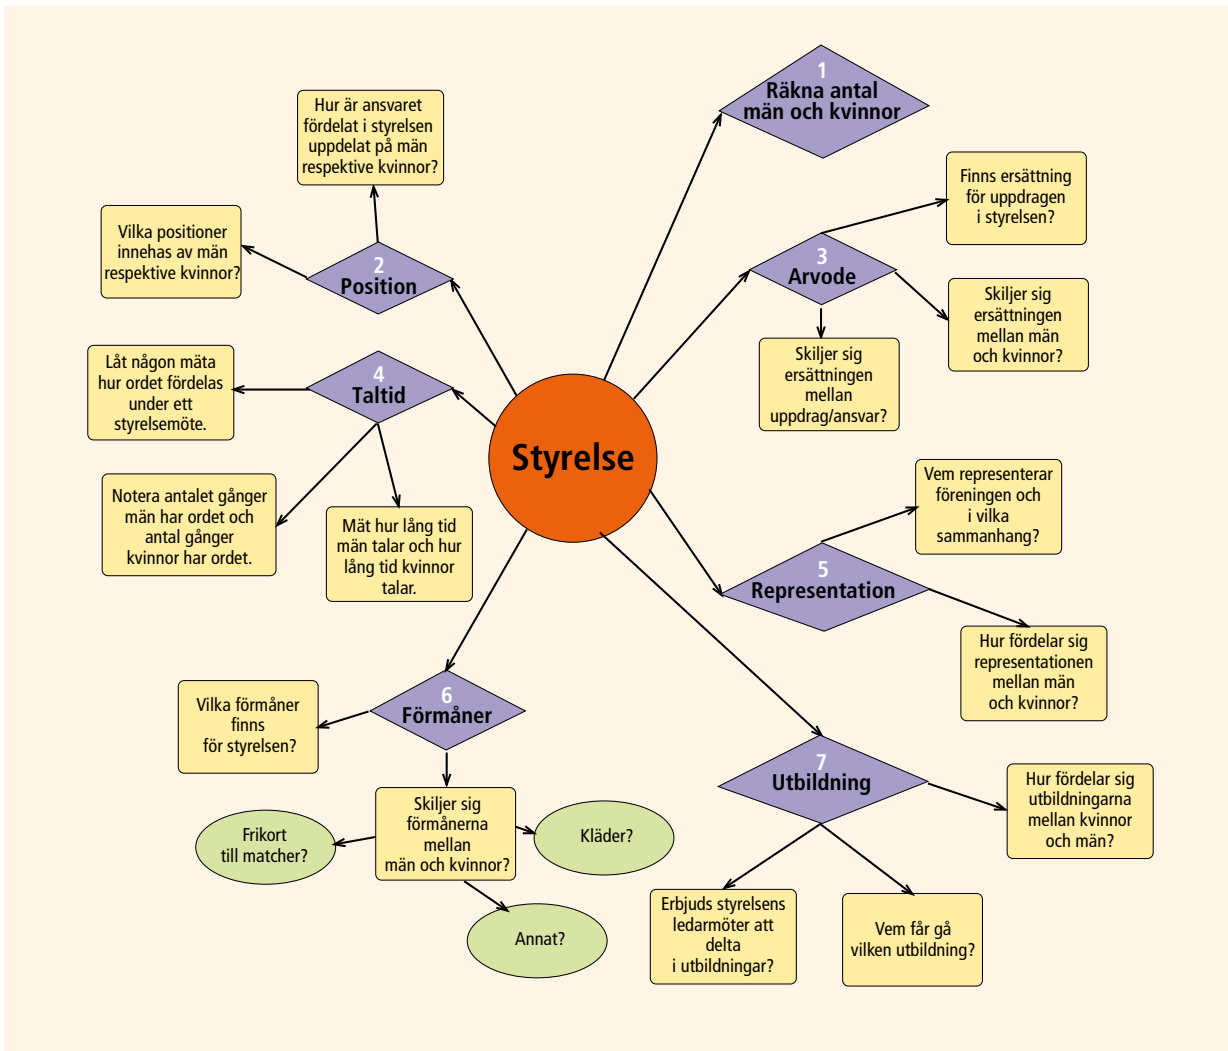 1
Räkna antal
män och kvinnor
Hur är ansvaret
fördelat i styrelsen
uppdelat på män
respektive kvinnor?
Vilka positioner
innehas av män
respektive kvinnor?
2
Position
Finns ersättning
för uppdragen
i styrelsen?
3
Arvode
Skiljer sig
ersättningen
mellan män
och kvinnor?
Skiljer sig
ersättningen
mellan
uppdrag/ansvar?
Låt någon mäta
hur ordet fördelas
under ett
styrelsemöte.
4
Taltid
Notera antalet gånger
män har ordet och
antal gånger
kvinnor har ordet.
Mät hur lång tid
män talar och hur
lång tid kvinnor
talar.
Styrelse
Vem representerar
föreningen och
i vilka
sammanhang?
5
Representation
Hur fördelar sig
representationen
mellan män
och kvinnor?
6
Förmåner
Vilka förmåner
finns
för styrelsen?
Skiljer sig
förmånerna
mellan
män och kvinnor?
Frikort
till matcher?
Kläder?
Annat?
7
Utbildning
Hur fördelar sig
utbildningarna
mellan kvinnor
och män?
Erbjuds styrelsens
ledarmöter att
delta
i utbildningar?
Vem får gå
vilken utbildning?